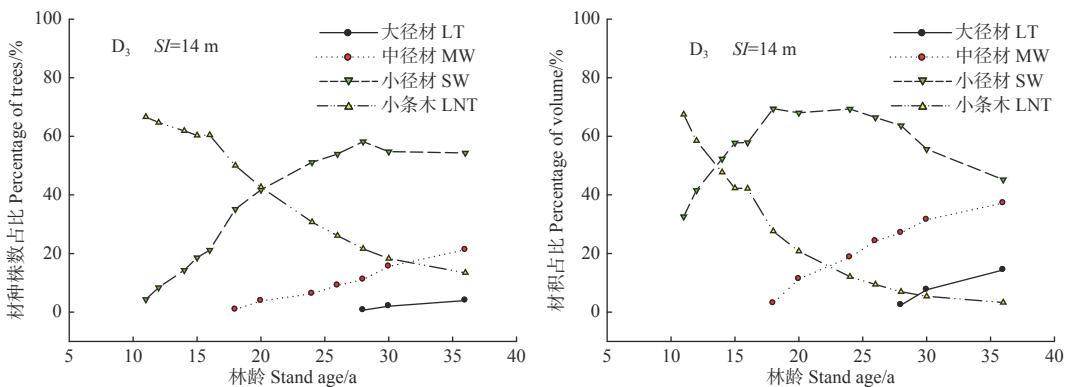 100
80
60
40
20
0
材种株数占比 Percentage of trees/%
D₃ SI=14 m
大径材 LT
中径材 MW
小径材 SW
小条木 LNT
5 10 15 20 25 30 35 40
林龄 Stand age/a
100
80
60
40
20
0
材积占比 Percentage of volume/%
D₃ SI=14 m
大径材 LT
中径材 MW
小径材 SW
小条木 LNT
5 10 15 20 25 30 35 40
林龄 Stand age/a